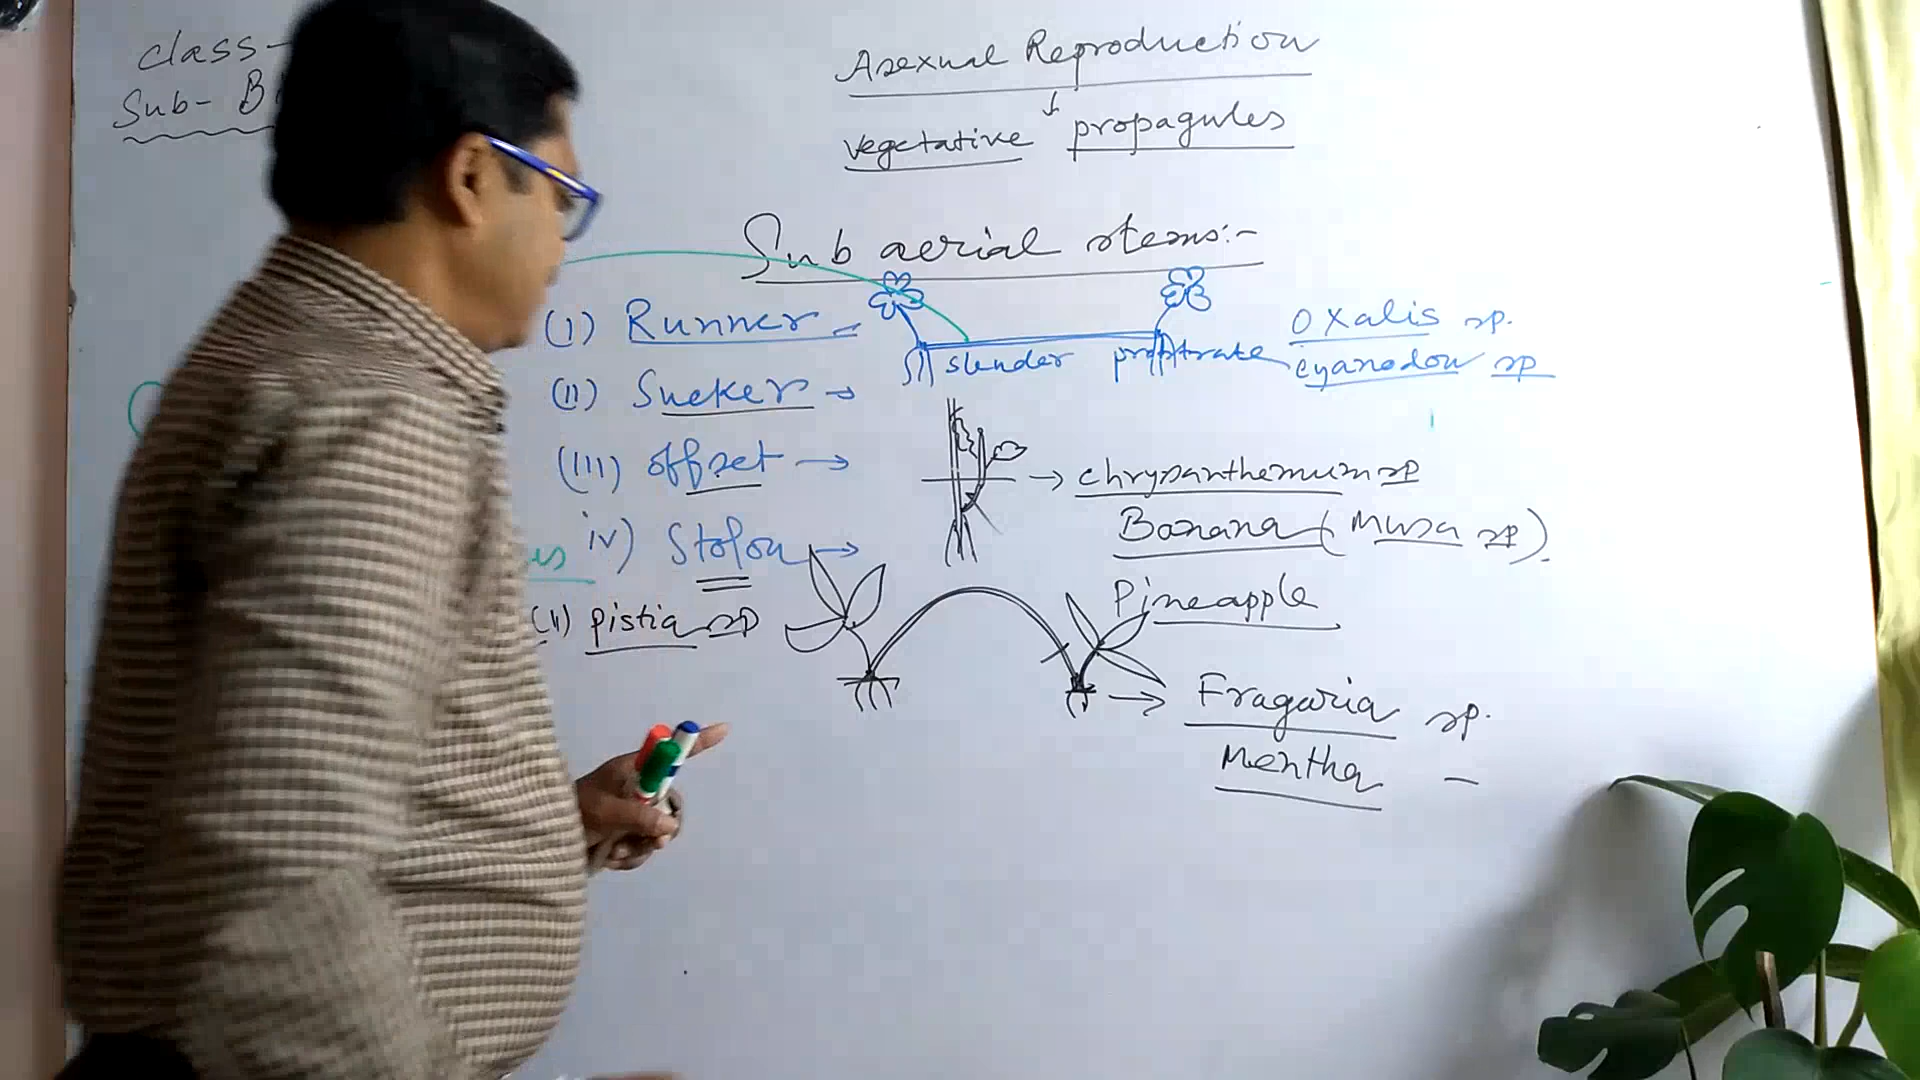 class-
Sub- B
Asexual Reproduction
vegetative propagules
Sub aerial stems:-
(I) Runner
slender prostrate
Oxalis sp.
cyanodon sp
(II) Sucker →
(III) offset →
→ chrysanthemum sp
Banana (Musa sp).
Pineapple
iv) Stolon →
(ii) pistia sp
→ Fragaria sp.
Mentha -